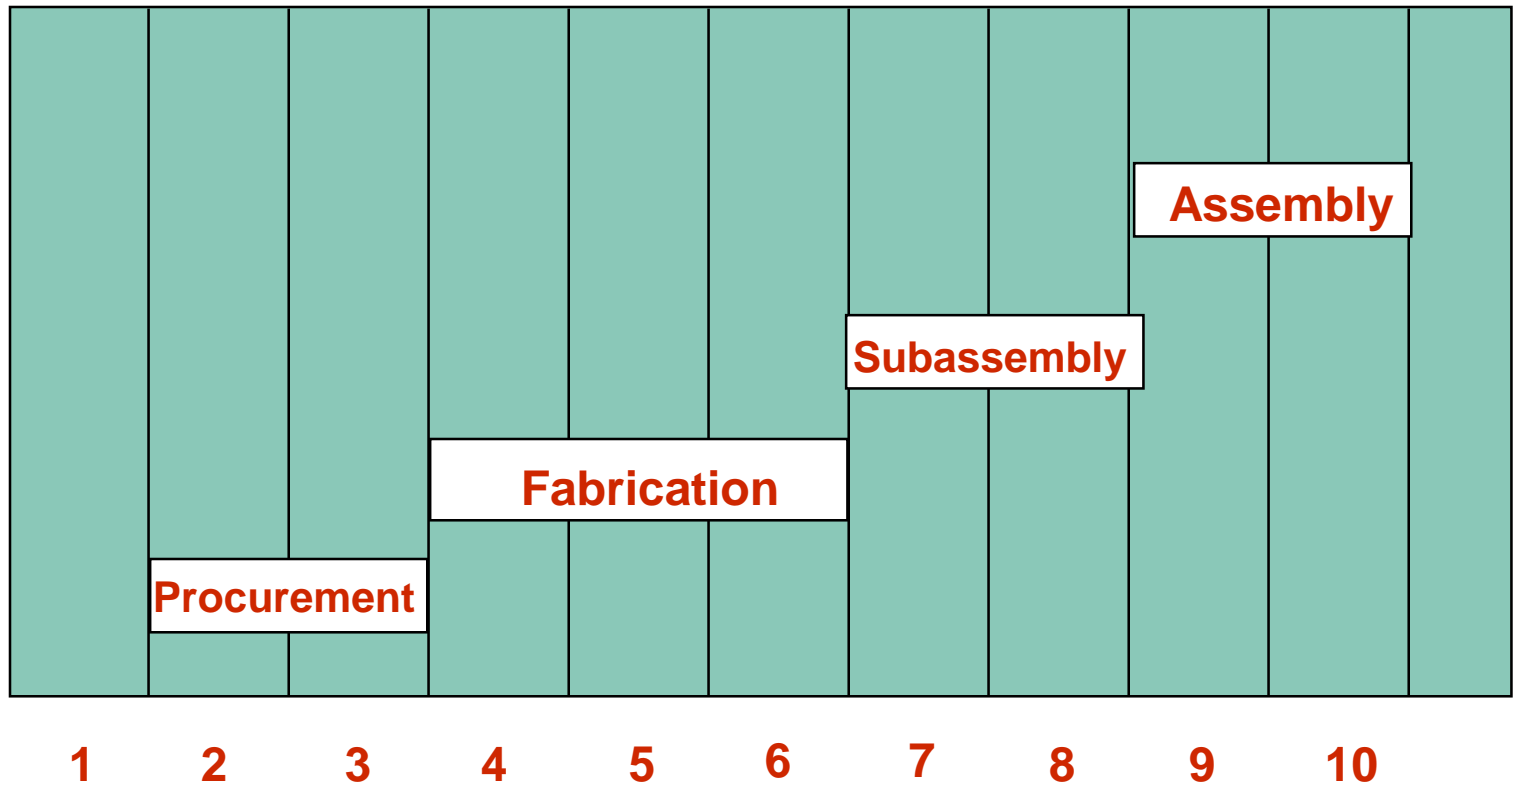 Assembly
Subassembly
Fabrication
Procurement
1 2 3 4 5 6 7 8 9 10